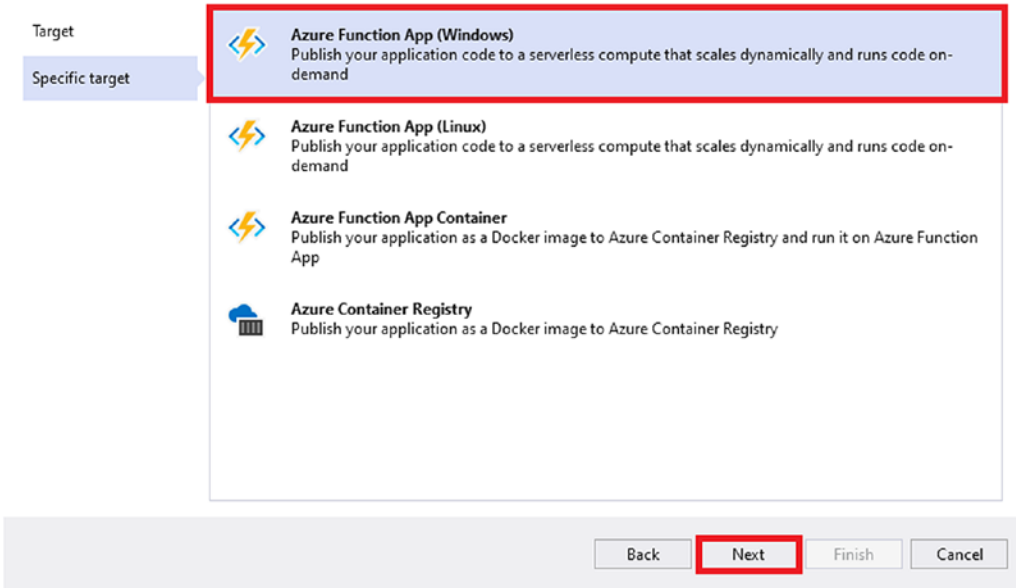 Target
Specific target
Azure Function App (Windows)
Publish your application code to a serverless compute that scales dynamically and runs code on-
demand
Azure Function App (Linux)
Publish your application code to a serverless compute that scales dynamically and runs code on-
demand
Azure Function App Container
Publish your application as a Docker image to Azure Container Registry and run it on Azure Function
App
Azure Container Registry
Publish your application as a Docker image to Azure Container Registry
Back
Next
Finish
Cancel